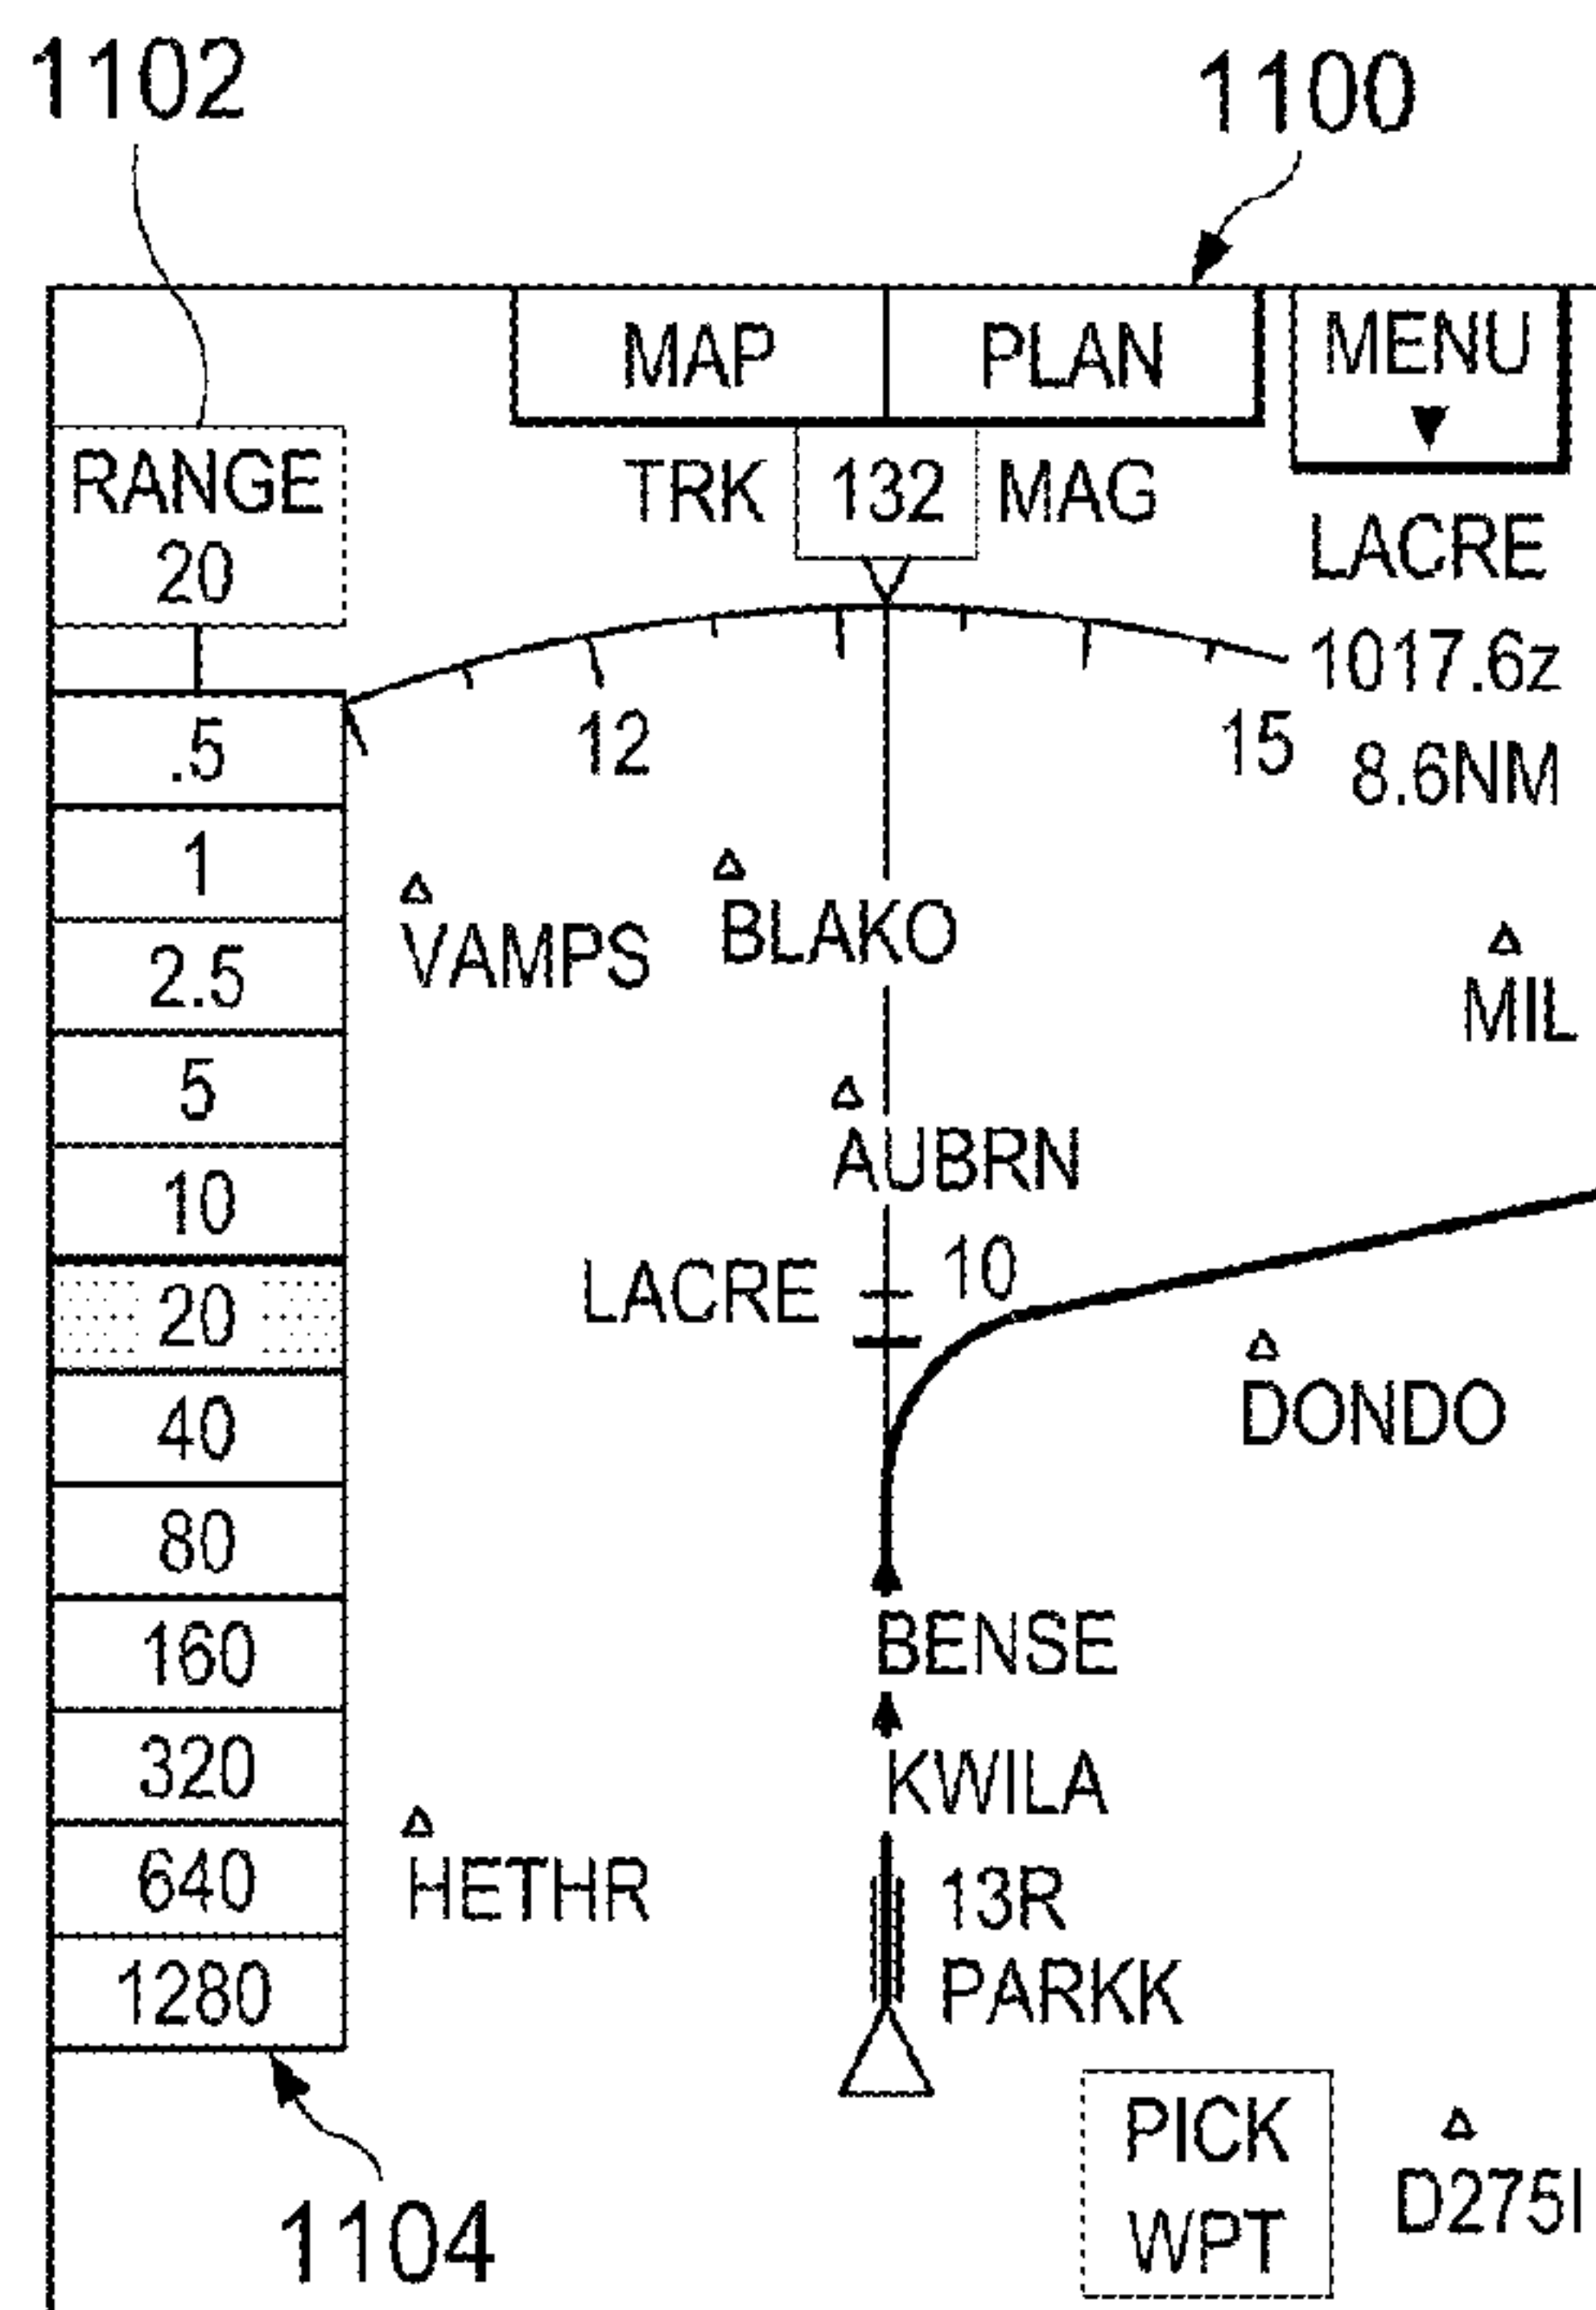 1102
1100
MAP PLAN MENU
RANGE
20
TRK 132 MAG
LACRE
1017.6z
8.6NM
12
15
.5
1
2.5
5
10
20
40
80
160
320
640
1280
VAMPS
BLAKO
MIL
AUBRN
LACRE
10
DONDO
BENSE
KWILA
HETHR
13R
PARKK
PICK
WPT
D275I
1104